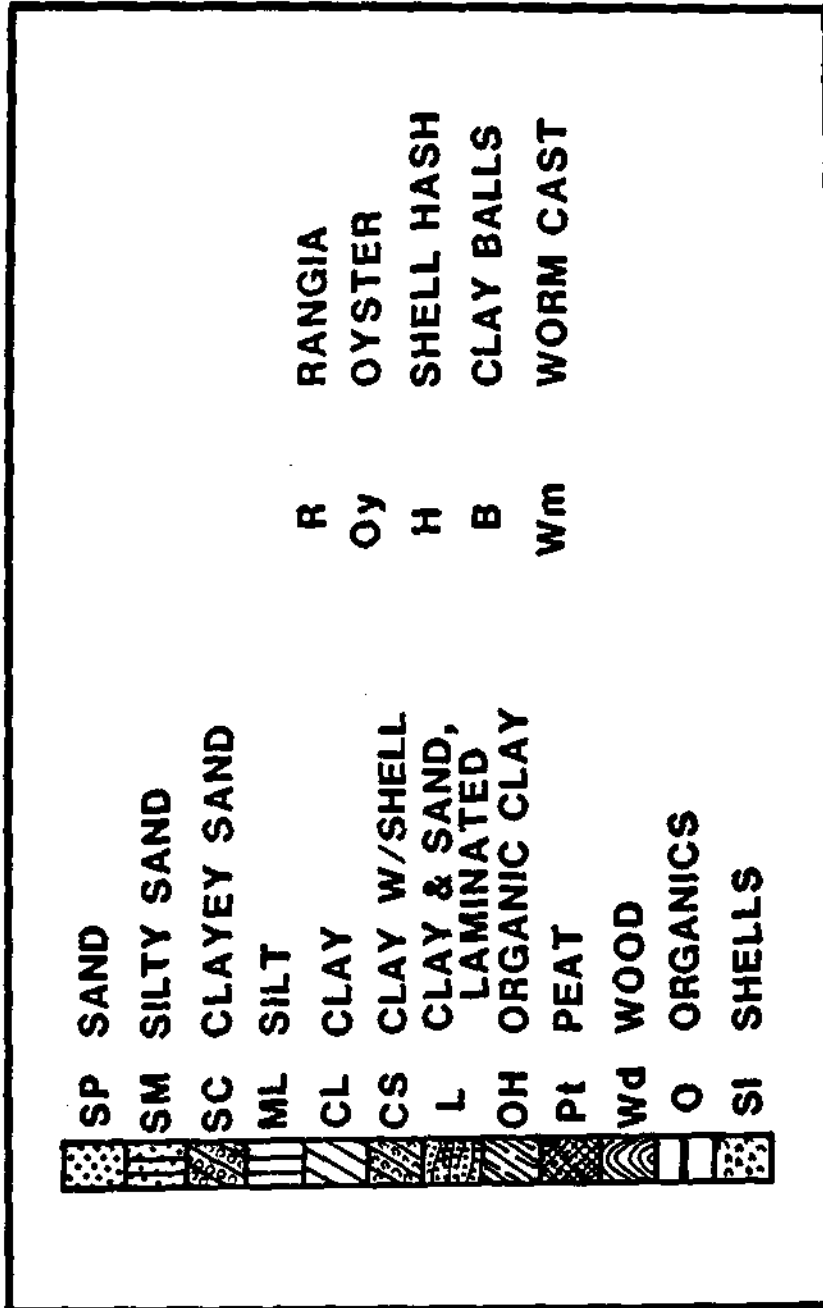 SP SAND
SM SILTY SAND
SC CLAYEY SAND
ML SILT
CL CLAY
CS CLAY W/SHELL
L CLAY & SAND,
LAMINATED
OH ORGANIC CLAY
Pt PEAT
Wd WOOD
O ORGANICS
SI SHELLS
R RANGIA
Oy OYSTER
H SHELL HASH
B CLAY BALLS
Wm WORM CAST